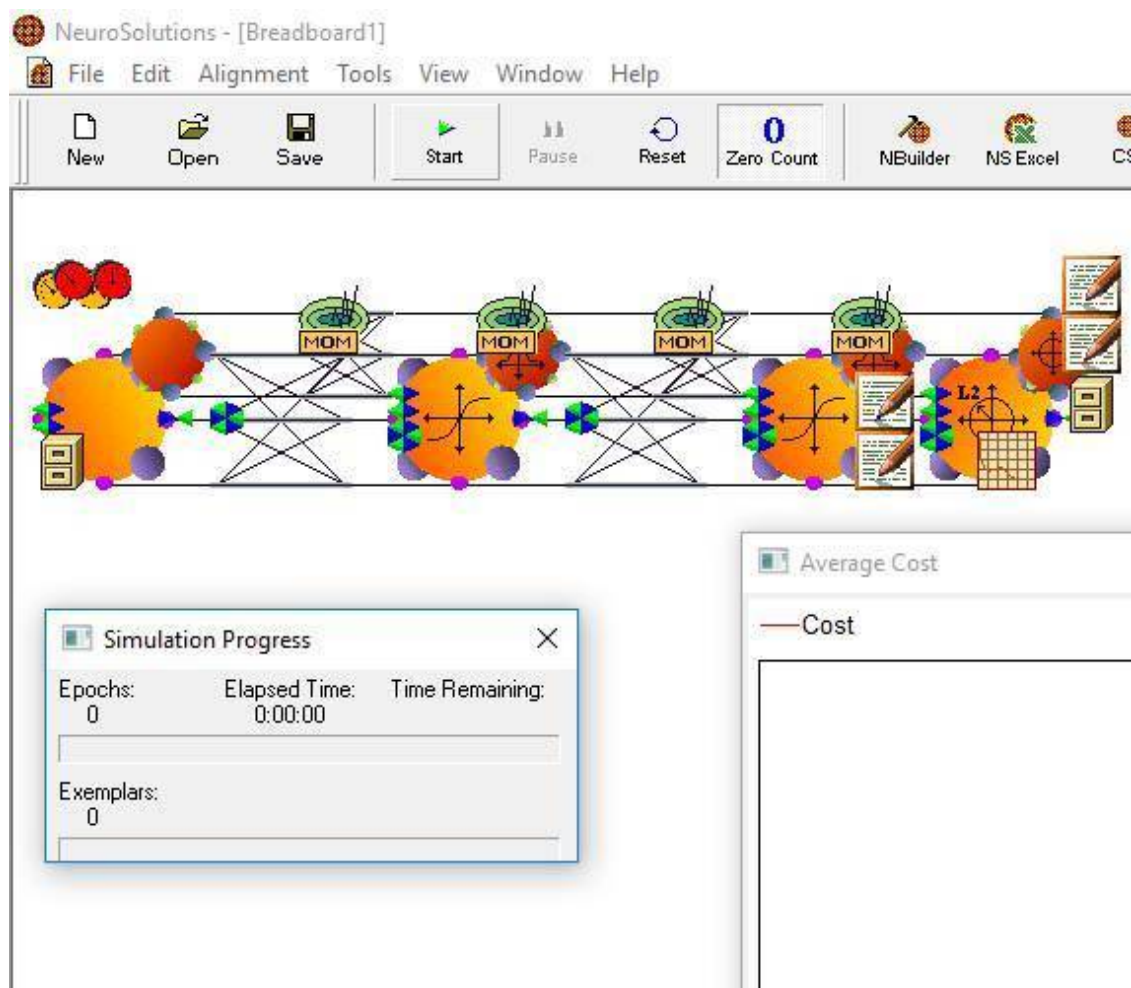 NeuroSolutions - [Breadboard1]
File Edit Alignment Tools View Window Help
New Open Save Start Pause Reset 0 Zero Count NBuilder NS Excel
MOM MOM MOM MOM
L2
Average Cost
Cost
Simulation Progress
Epochs: Elapsed Time: Time Remaining:
0 0:00:00
Exemplars:
0